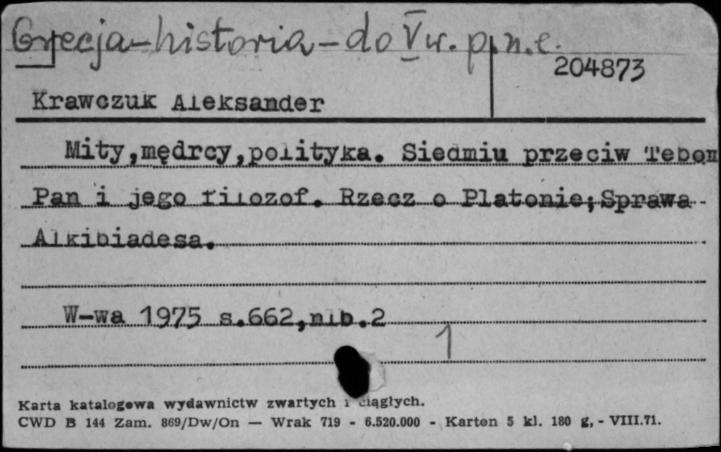 Grecja-historia-do V w. p.n.e.
204873
Krawczuk Aleksander
Mity,mędrcy,polityka. Siedmiu przeciw Tebom
Pan i jego filozof. Rzecz o Platonie;Sprawa
Alkibiadesa.
W-wa 1975 s.662,nlb.2
1
Karta katalogowa wydawnictw zwartych i ciągłych.
CWD B 144 Zam. 869/Dw/On — Wrak 719 - 6.520.000 - Karton 5 kl. 180 g, - VIII.71.